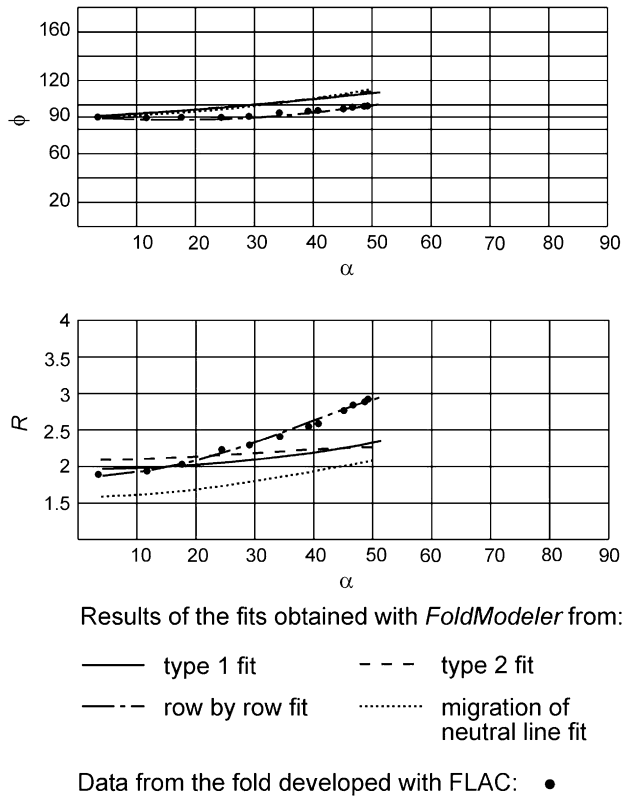 160
120
90
60
20
ϕ
10 20 30 40 50 60 70 80 90
α
4
3.5
3
2.5
2
1.5
R
10 20 30 40 50 60 70 80 90
α
Results of the fits obtained with FoldModeler from:
type 1 fit
type 2 fit
row by row fit
migration of
neutral line fit
Data from the fold developed with FLAC: